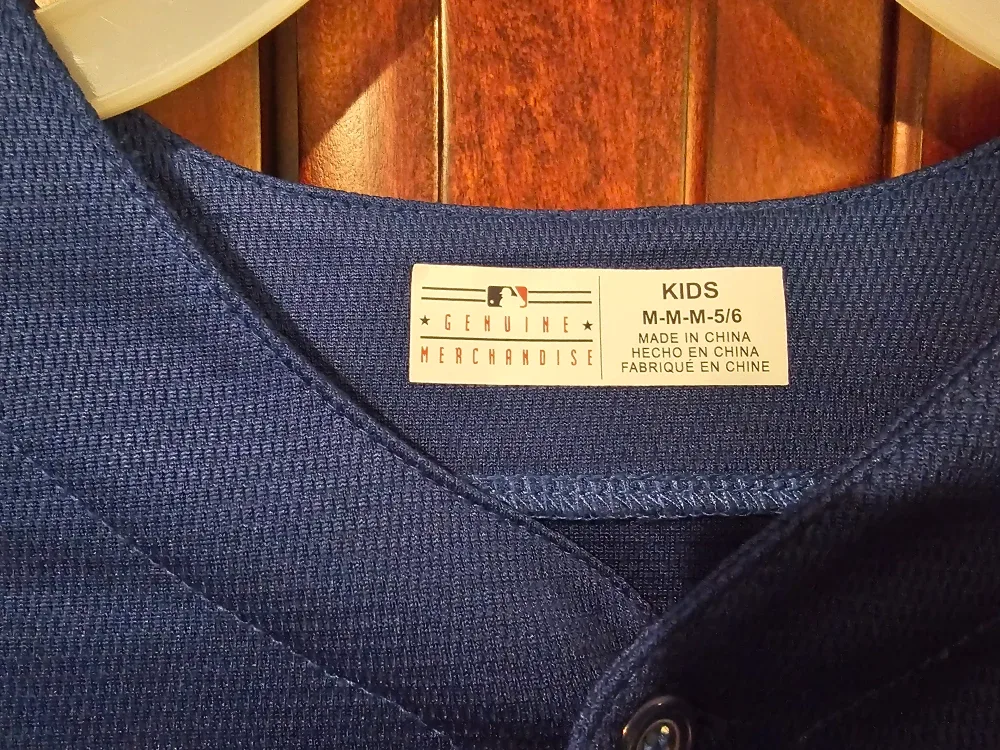 ★ GENUINE ★
MERCHANDISE
KIDS
M-M-M-5/6
MADE IN CHINA
HECHO EN CHINA
FABRIQUÉ EN CHINE